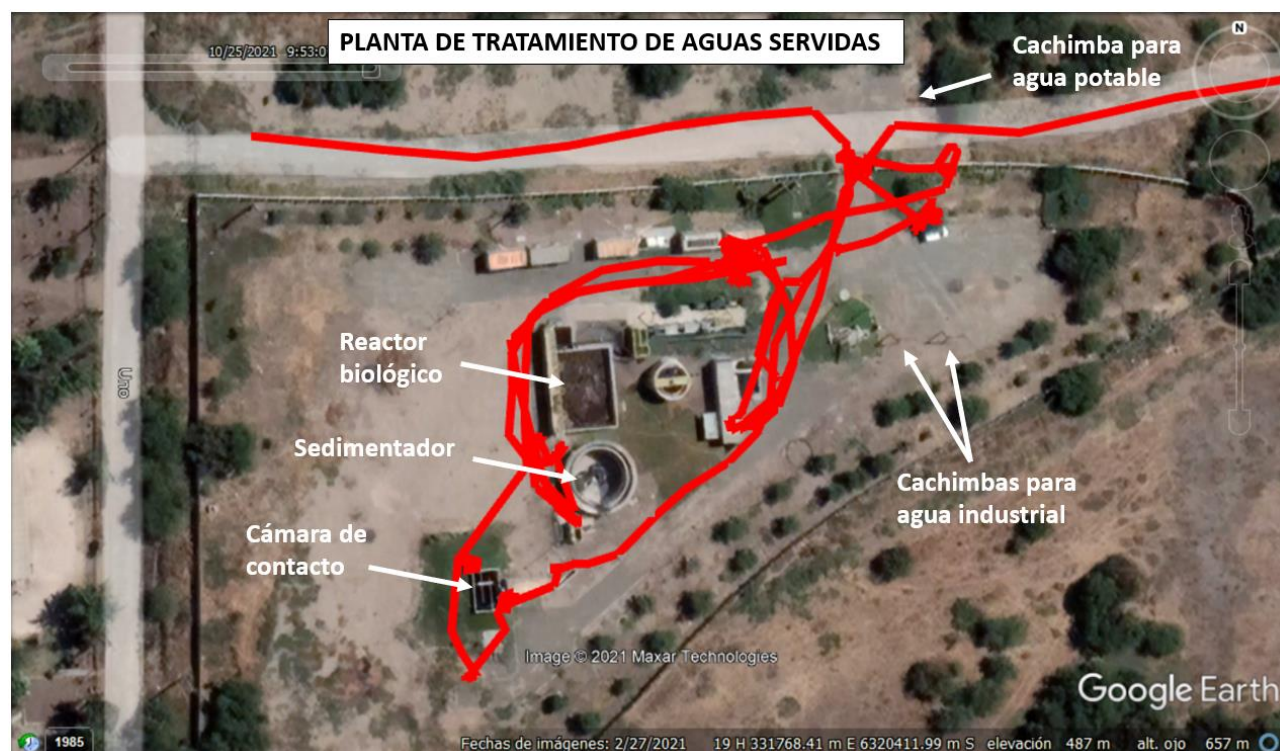 PLANTA DE TRATAMIENTO DE AGUAS SERVIDAS
10/25/2021 9:53:0
Cachimba para
agua potable
N
Uno
Reactor
biológico
Sedimentador
Cachimbas para
agua industrial
Cámara de
contacto
Image © 2021 Maxar Technologies
Google Earth
1985
Fechas de imágenes: 2/27/2021 19 H 331768.41 m E 6320411.99 m S elevación 487 m alt. ojo 657 m